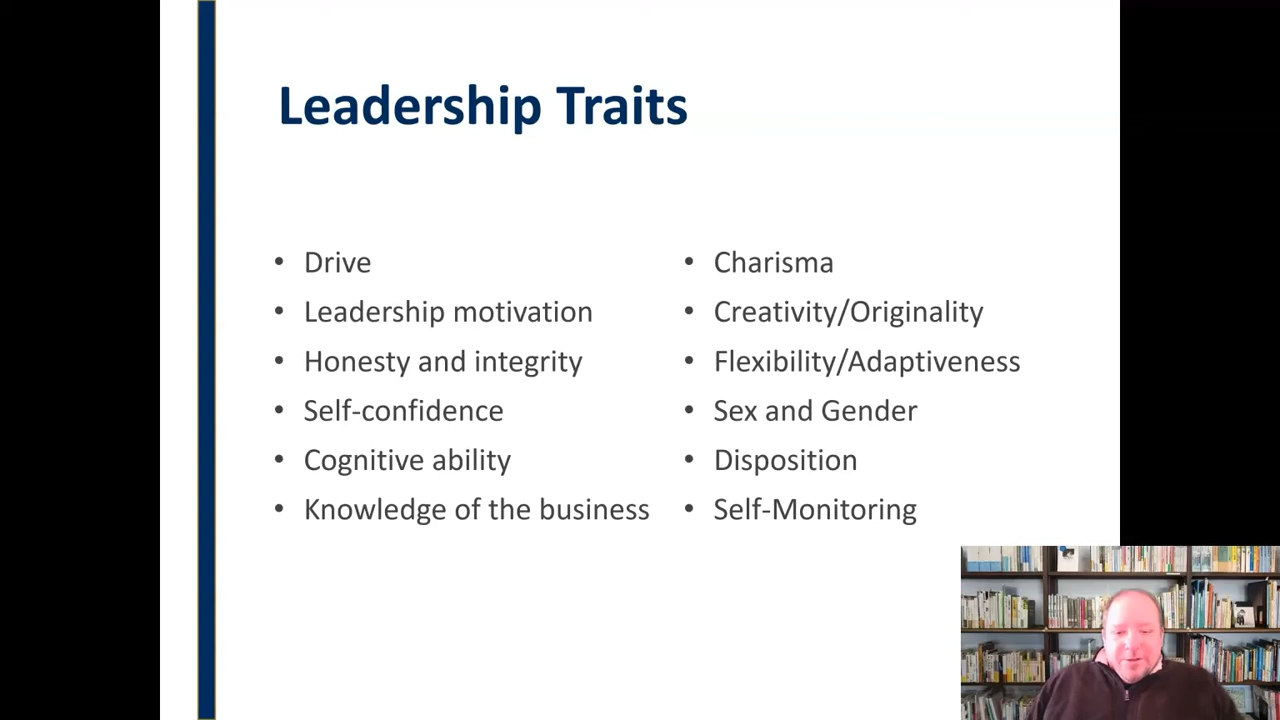 Leadership Traits
• Drive
• Leadership motivation
• Honesty and integrity
• Self-confidence
• Cognitive ability
• Knowledge of the business
• Charisma
• Creativity/Originality
• Flexibility/Adaptiveness
• Sex and Gender
• Disposition
• Self-Monitoring